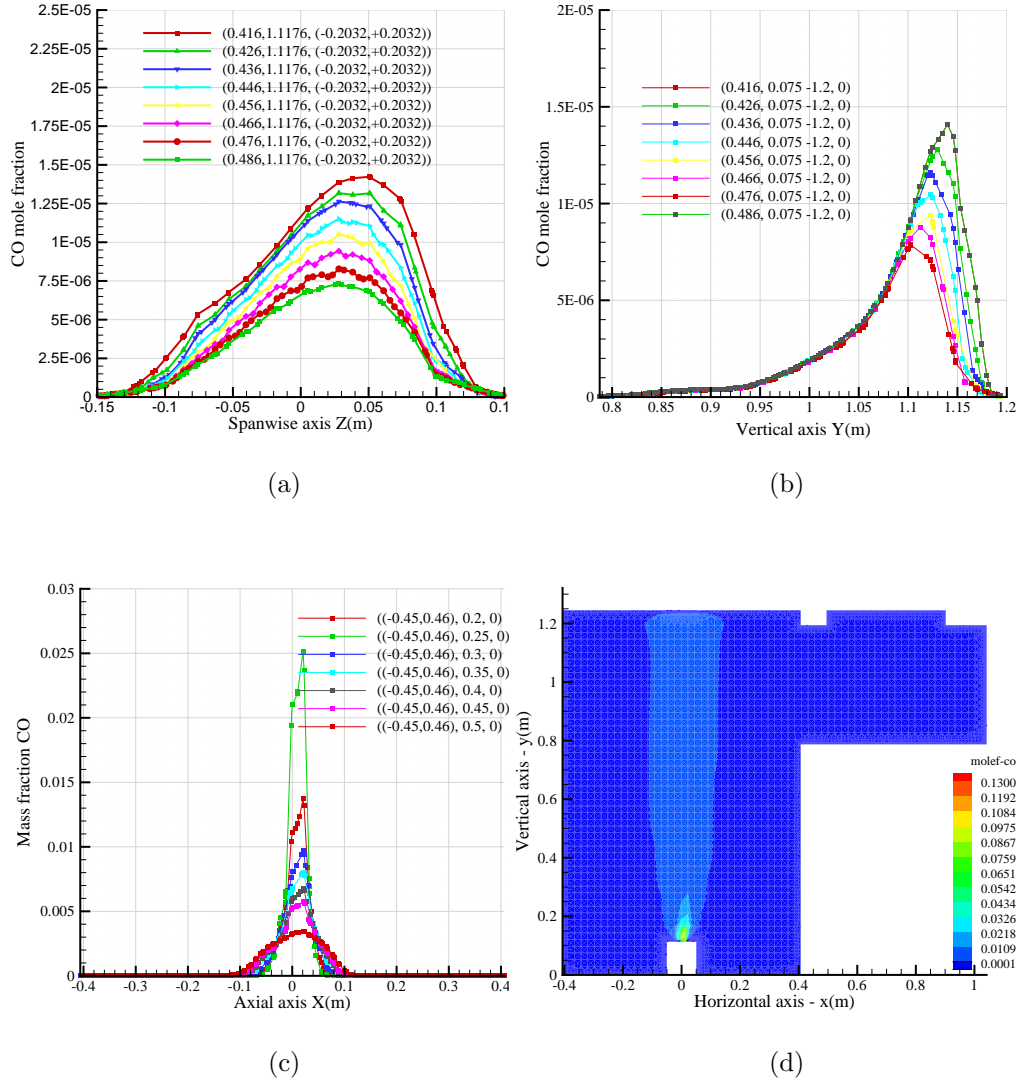 2.5E-05
2.25E-05
2E-05
1.75E-05
1.5E-05
1.25E-05
1E-05
7.5E-06
5E-06
2.5E-06
0
CO mole fraction
(0.416,1.1176, (-0.2032,+0.2032))
(0.426,1.1176, (-0.2032,+0.2032))
(0.436,1.1176, (-0.2032,+0.2032))
(0.446,1.1176, (-0.2032,+0.2032))
(0.456,1.1176, (-0.2032,+0.2032))
(0.466,1.1176, (-0.2032,+0.2032))
(0.476,1.1176, (-0.2032,+0.2032))
(0.486,1.1176, (-0.2032,+0.2032))
-0.15 -0.1 -0.05 0 0.05 0.1 0.1
Spanwise axis Z(m)
(a)
2E-05
1.5E-05
1E-05
5E-06
0
CO mole fraction
(0.416, 0.075 -1.2, 0)
(0.426, 0.075 -1.2, 0)
(0.436, 0.075 -1.2, 0)
(0.446, 0.075 -1.2, 0)
(0.456, 0.075 -1.2, 0)
(0.466, 0.075 -1.2, 0)
(0.476, 0.075 -1.2, 0)
(0.486, 0.075 -1.2, 0)
0.8 0.85 0.9 0.95 1 1.05 1.1 1.15 1.2
Vertical axis Y(m)
(b)
0.03
0.025
0.02
0.015
0.01
0.005
0
Mass fraction CO
((-0.45,0.46), 0.2, 0)
((-0.45,0.46), 0.25, 0)
((-0.45,0.46), 0.3, 0)
((-0.45,0.46), 0.35, 0)
((-0.45,0.46), 0.4, 0)
((-0.45,0.46), 0.45, 0)
((-0.45,0.46), 0.5, 0)
-0.4 -0.3 -0.2 -0.1 0 0.1 0.2 0.3 0.4
Axial axis X(m)
(c)
1.2
1
0.8
0.6
0.4
0.2
0
Vertical axis - y(m)
molef-co
0.1300
0.1192
0.1084
0.0975
0.0867
0.0759
0.0651
0.0542
0.0434
0.0326
0.0218
0.0109
0.0001
-0.4 -0.2 0 0.2 0.4 0.6 0.8 1
Horizontal axis - x(m)
(d)